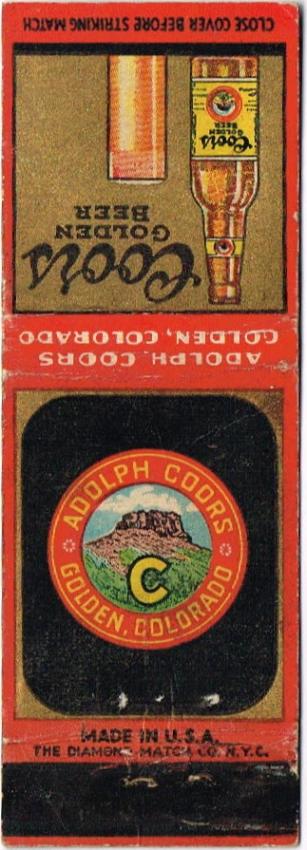 CLOSE COVER BEFORE STRIKING MATCH
Coors
GOLDEN
BEER
Coors
GOLDEN
BEER
ADOLPH COORS
GOLDEN, COLORADO
ADOLPH COORS
C
GOLDEN, COLORADO
MADE IN U.S.A.
THE DIAMOND MATCH CO. N.Y.C.